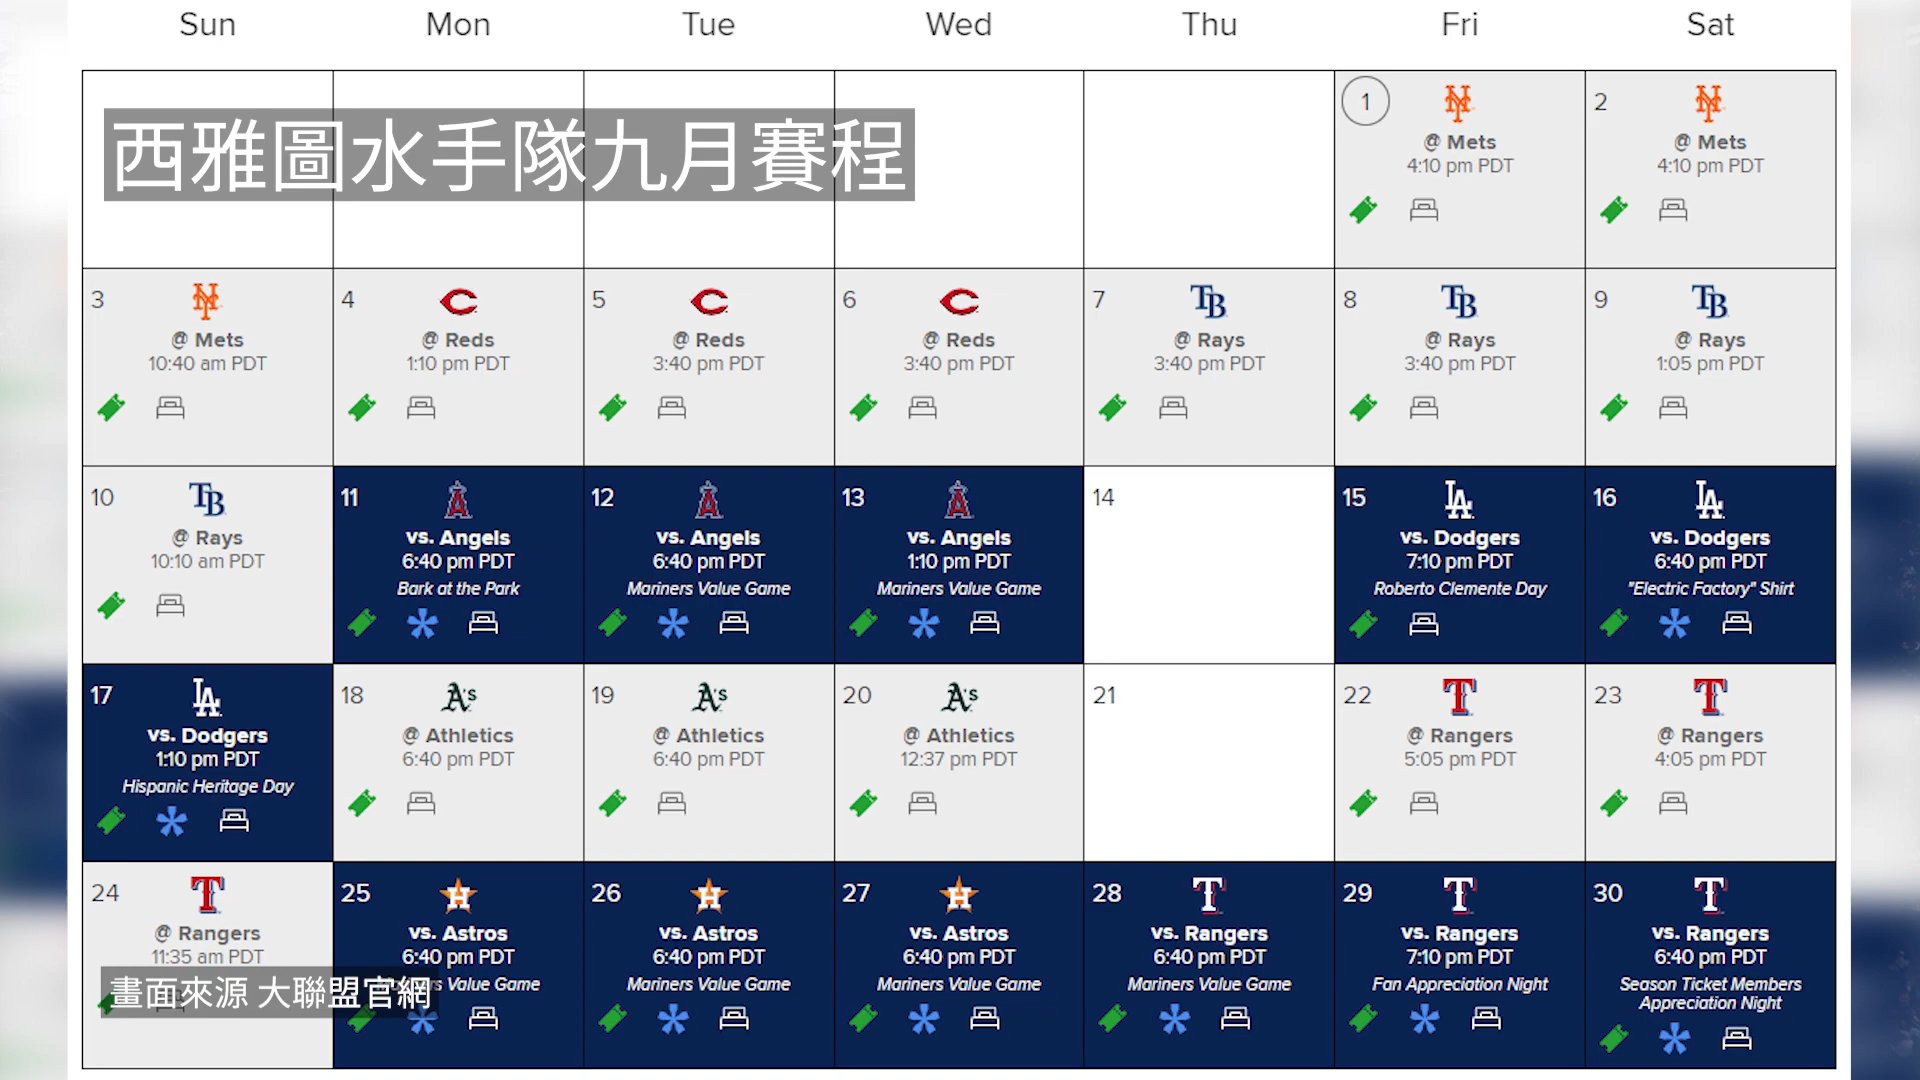 Sun Mon Tue Wed Thu Fri Sat
西雅圖水手隊九月賽程
1
@ Mets
4:10 pm PDT
2
@ Mets
4:10 pm PDT
3
@ Mets
10:40 am PDT
4
@ Reds
1:10 pm PDT
5
@ Reds
3:40 pm PDT
6
@ Reds
3:40 pm PDT
7
TB
@ Rays
3:40 pm PDT
8
TB
@ Rays
3:40 pm PDT
9
TB
@ Rays
1:05 pm PDT
10
TB
@ Rays
10:10 am PDT
11
vs. Angels
6:40 pm PDT
Bark at the Park
12
vs. Angels
6:40 pm PDT
Mariners Value Game
13
vs. Angels
1:10 pm PDT
Mariners Value Game
14
15
LA
vs. Dodgers
7:10 pm PDT
Roberto Clemente Day
16
LA
vs. Dodgers
6:40 pm PDT
"Electric Factory" Shirt
17
LA
vs. Dodgers
1:10 pm PDT
Hispanic Heritage Day
18
A's
@ Athletics
6:40 pm PDT
19
A's
@ Athletics
6:40 pm PDT
20
A's
@ Athletics
12:37 pm PDT
21
22
T
@ Rangers
5:05 pm PDT
23
T
@ Rangers
4:05 pm PDT
24
T
@ Rangers
11:35 am PDT
畫面來源 大聯盟官網
25
H
vs. Astros
6:40 pm PDT
Value Game
26
H
vs. Astros
6:40 pm PDT
Mariners Value Game
27
H
vs. Astros
6:40 pm PDT
Mariners Value Game
28
T
vs. Rangers
6:40 pm PDT
Mariners Value Game
29
T
vs. Rangers
7:10 pm PDT
Fan Appreciation Night
30
T
vs. Rangers
6:40 pm PDT
Season Ticket Members
Appreciation Night